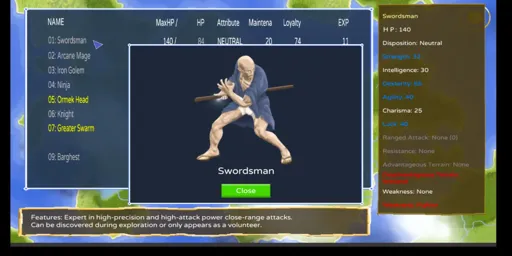 NAME MaxHP / HP Attribute Maintena Loyalty EXP
01: Swordsman 140 / 84 NEUTRAL 20 74 11
02: Arcane Mage
03: Iron Golem
04: Ninja
05: Ormek Head
06: Knight
07: Greater Swarm
09: Barghest
Swordsman
Close
Swordsman
H P : 140
Disposition: Neutral
Intelligence: 30
Charisma: 25
Ranged Attack: None (0)
Resistance: None
Advantageous Terrain: None
Weakness: None
Features: Expert in high-precision and high-attack power close-range attacks.
Can be discovered during exploration or only appears as a volunteer.